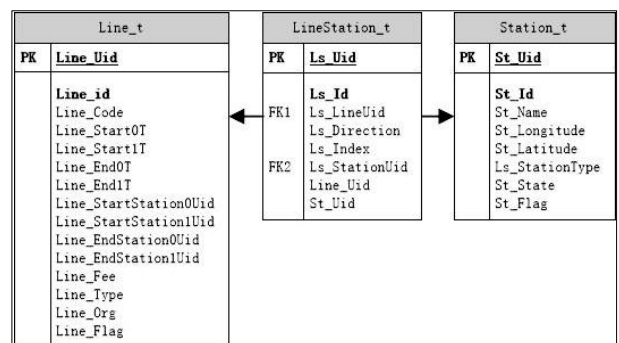 Line_t
PK Line_Uid
Line_id
Line_Code
Line_Start0T
Line_Start1T
Line_End0T
Line_End1T
Line_StartStation0Uid
Line_StartStation1Uid
Line_EndStation0Uid
Line_EndStation1Uid
Line_Fee
Line_Type
Line_Org
Line_Flag
LineStation_t
PK Ls_Uid
Ls_Id
FK1 Ls_LineUid
Ls_Direction
Ls_Index
FK2 Ls_StationUid
Line_Uid
St_Uid
Station_t
PK St_Uid
St_Id
St_Name
St_Longitude
St_Latitude
Ls_StationType
St_State
St_Flag